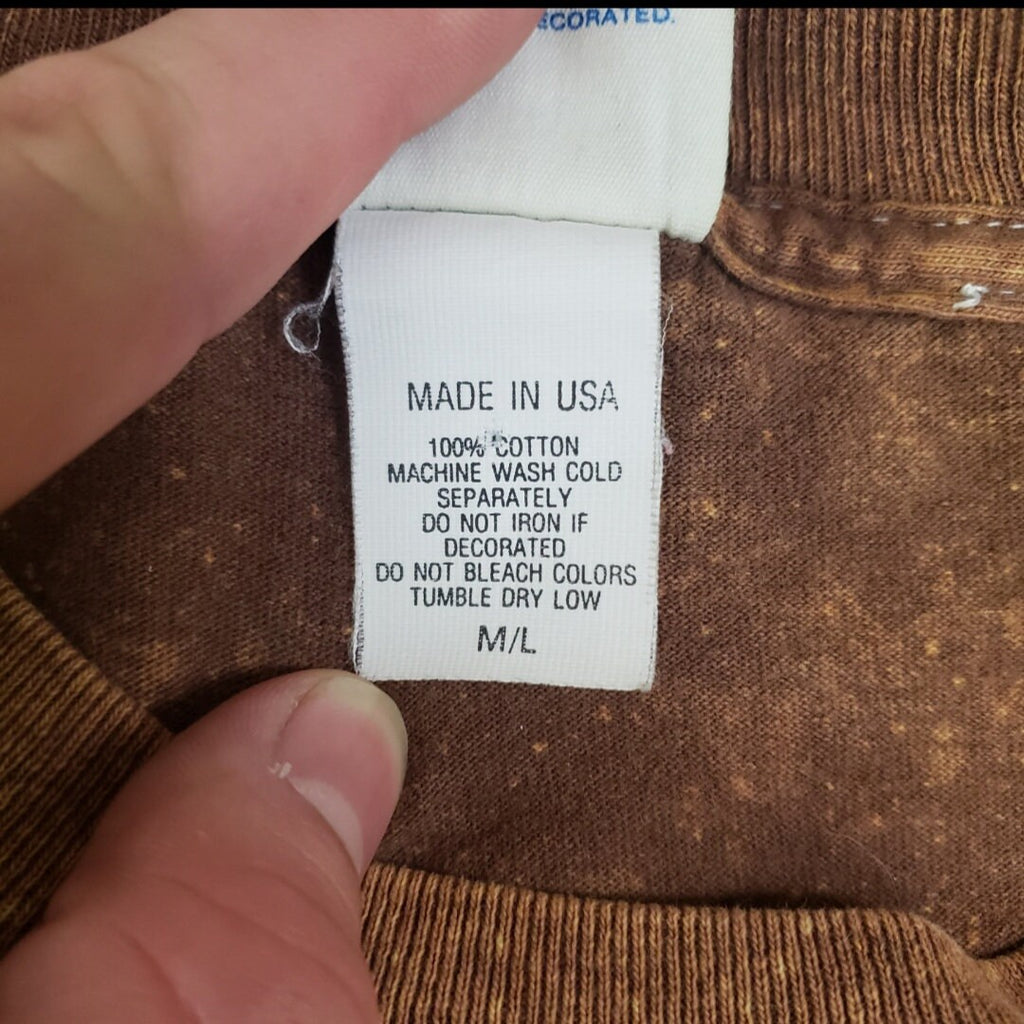 DECORATED.
MADE IN USA
100% COTTON
MACHINE WASH COLD
SEPARATELY
DO NOT IRON IF
DECORATED
DO NOT BLEACH COLORS
TUMBLE DRY LOW
M/L